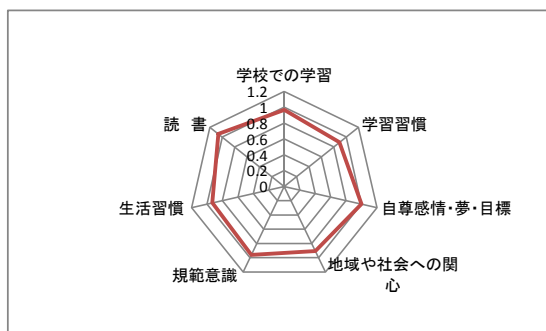 学校での学習
1.2
1
0.8
0.6
0.4
0.2
0
学習習慣
自尊感情・夢・目標
地域や社会への関
心
規範意識
生活習慣
読　書